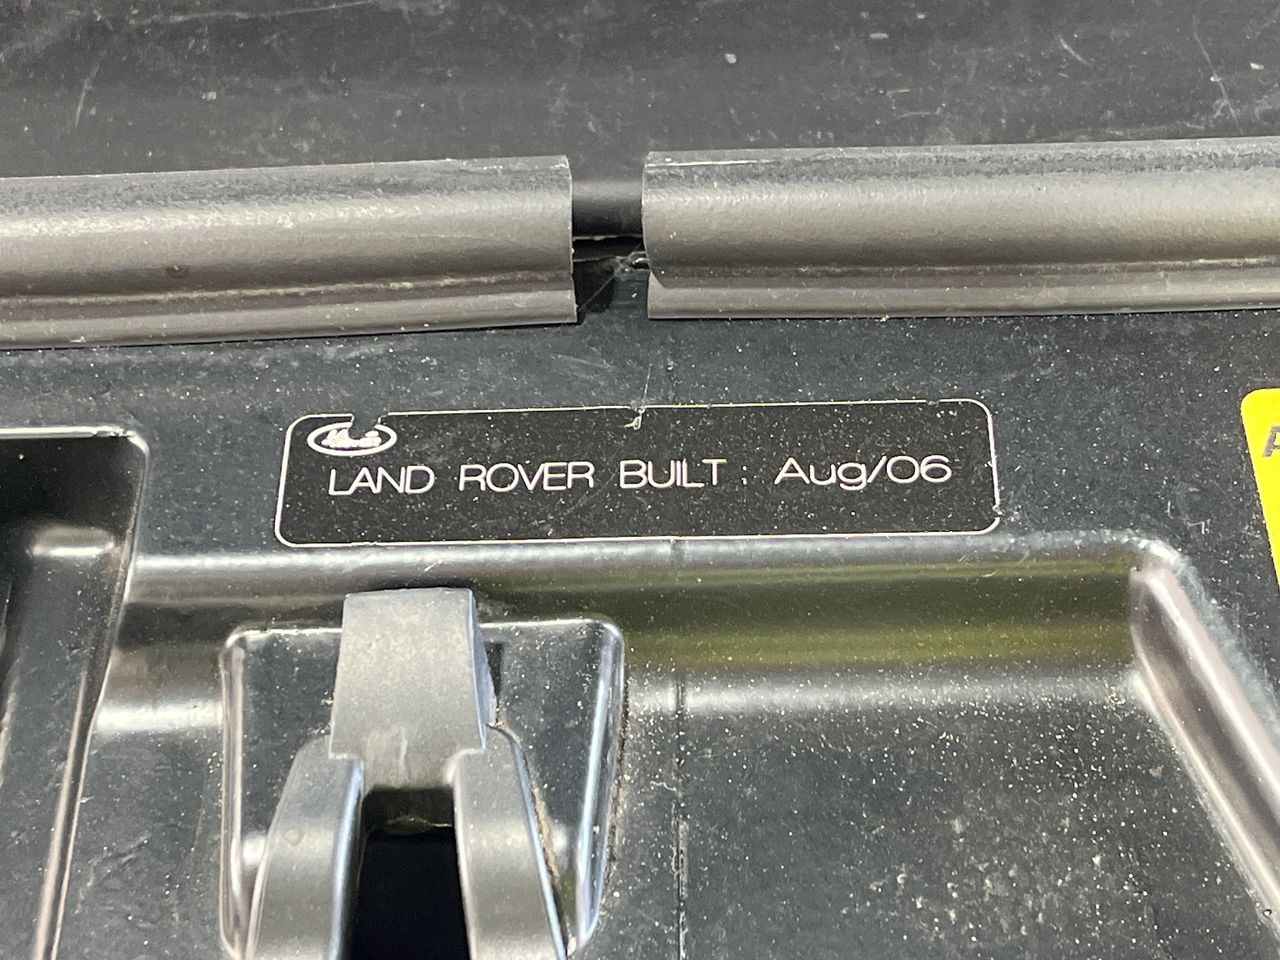 LAND ROVER BUILT : Aug/06
A